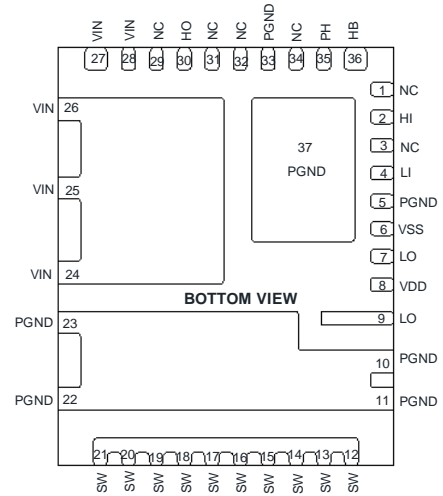 VIN VIN NC HO NC NC PGND NC PH HB
27 28 29 30 31 32 33 34 35 36
1 NC
VIN 26
2 HI
3 NC
37
PGND
4 LI
VIN 25
5 PGND
6 VSS
7 LO
VIN 24
8 VDD
BOTTOM VIEW
PGND 23
9 LO
10 PGND
PGND 22
11 PGND
21 20 19 18 17 16 15 14 13 12
SW SW SW SW SW SW SW SW SW SW